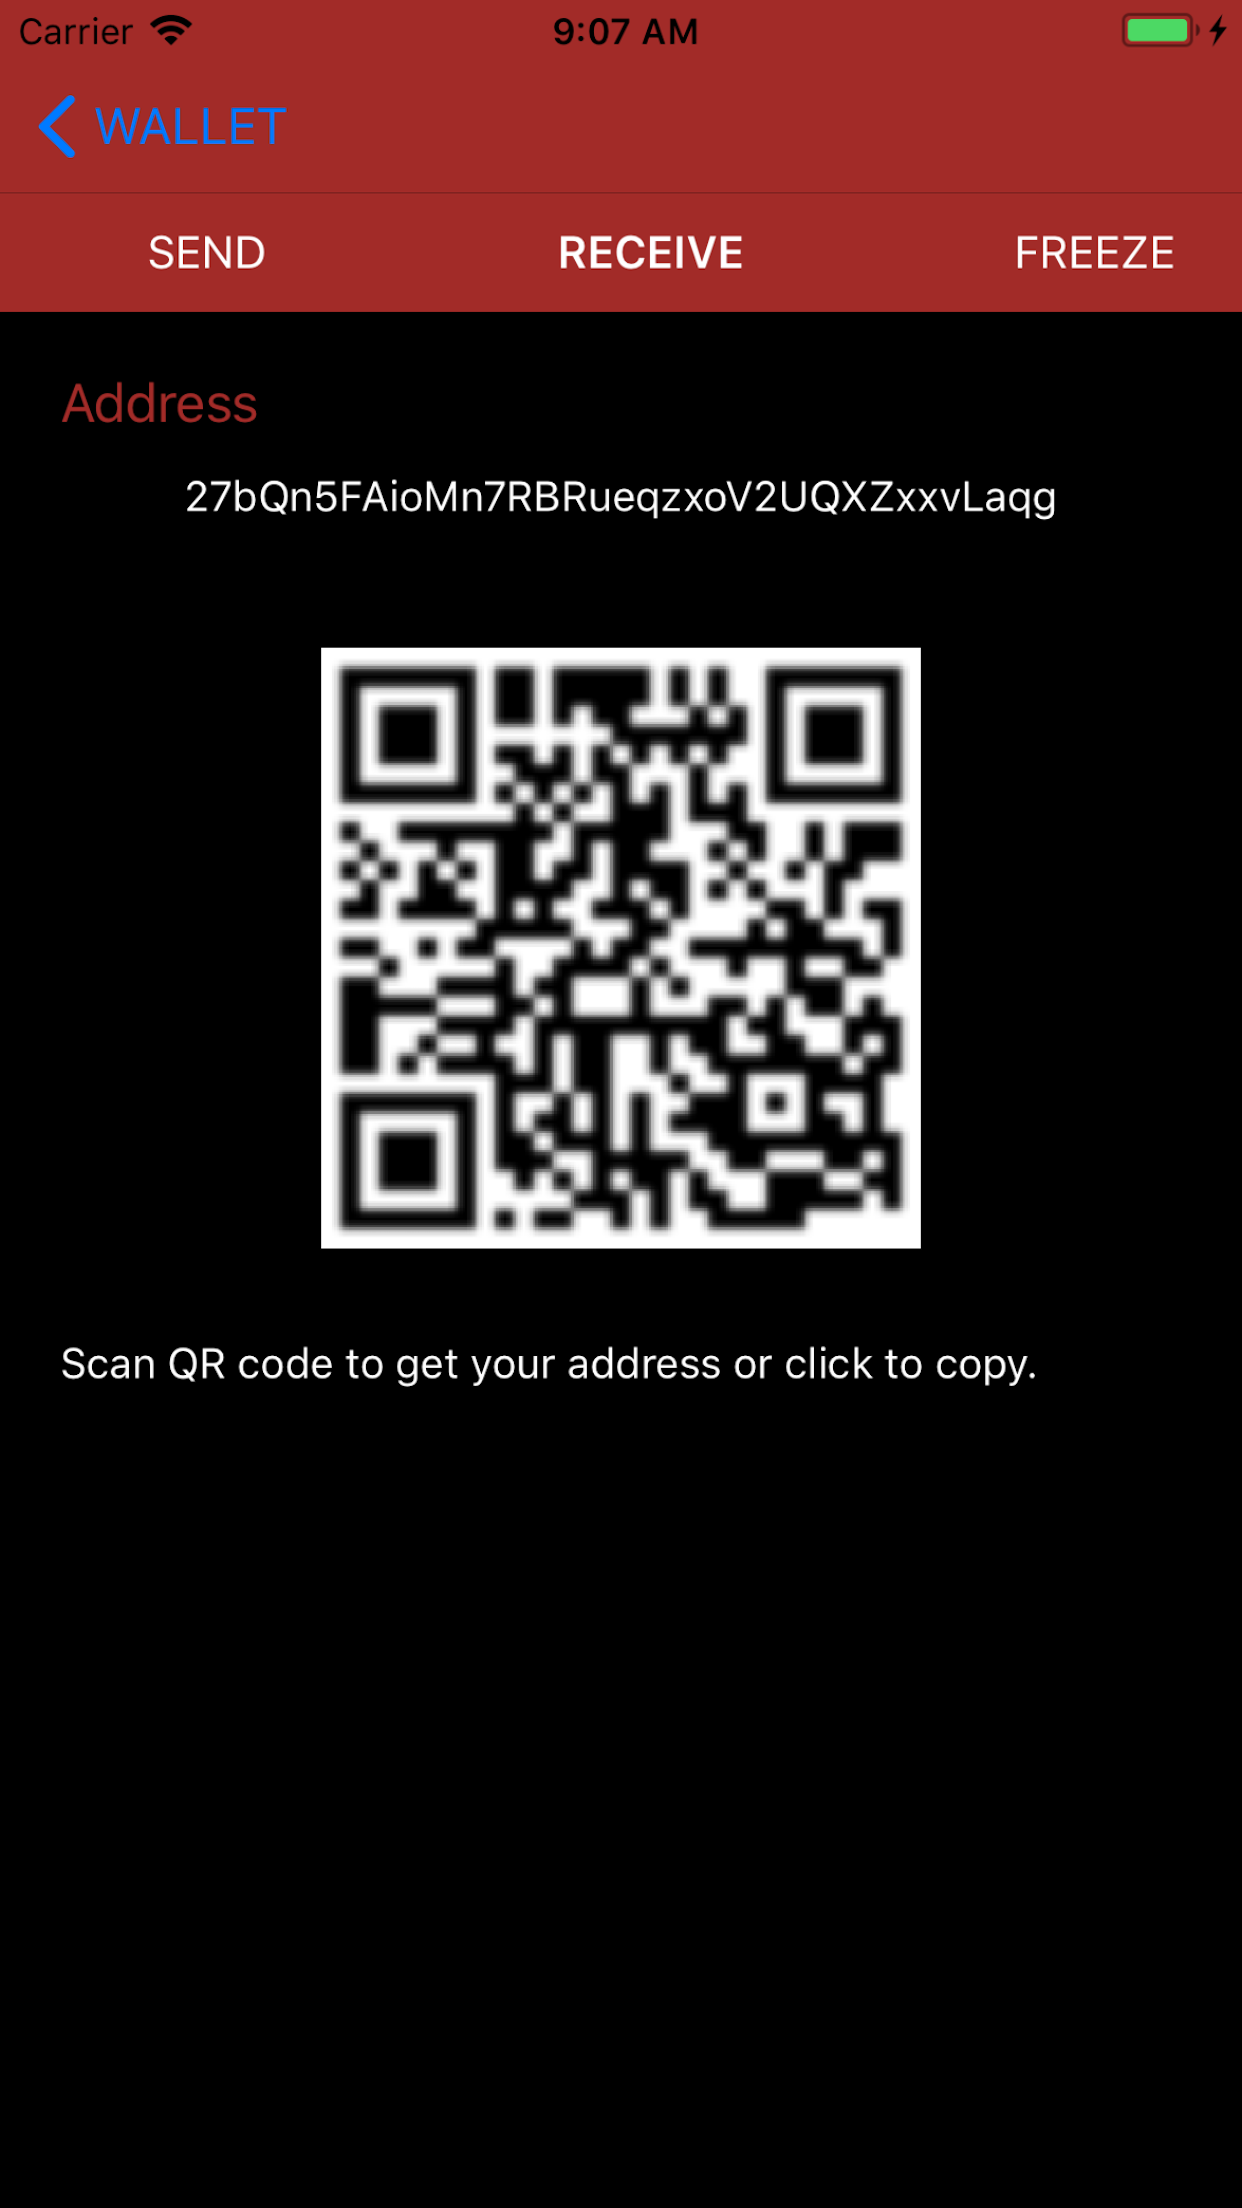 Carrier
9:07 AM
WALLET
SEND
RECEIVE
FREEZE
Address
27bQn5FAioMn7RBRueqzxoV2UQXZxxvLaqg
Scan QR code to get your address or click to copy.